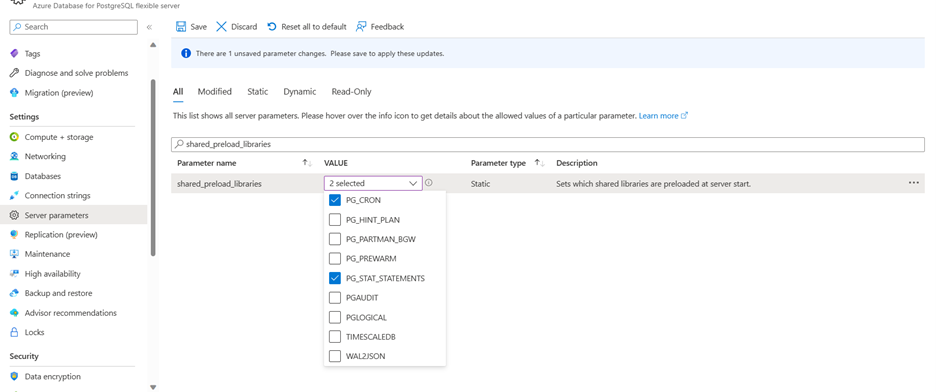 Azure Database for PostgreSQL flexible server
Search
«
Save
Discard
Reset all to default
Feedback
There are 1 unsaved parameter changes. Please save to apply these updates.
Tags
Diagnose and solve problems
Migration (preview)
Settings
Compute + storage
Networking
Databases
Connection strings
Server parameters
Replication (preview)
Maintenance
High availability
Backup and restore
Advisor recommendations
Locks
Security
Data encryption
All
Modified
Static
Dynamic
Read-Only
This list shows all server parameters. Please hover over the info icon to get details about the allowed values of a particular parameter. Learn more
shared_preload_libraries
Parameter name
VALUE
Parameter type
Description
shared_preload_libraries
2 selected
Static
Sets which shared libraries are preloaded at server start.
PG_CRON
PG_HINT_PLAN
PG_PARTMAN_BGW
PG_PREWARM
PG_STAT_STATEMENTS
PGAUDIT
PGLOGICAL
TIMESCALEDB
WAL2JSON